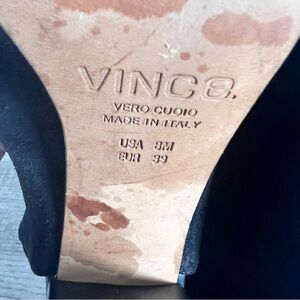 VINCE.
VERO CUOIO
MADE IN ITALY
USA 9M
EUR 39